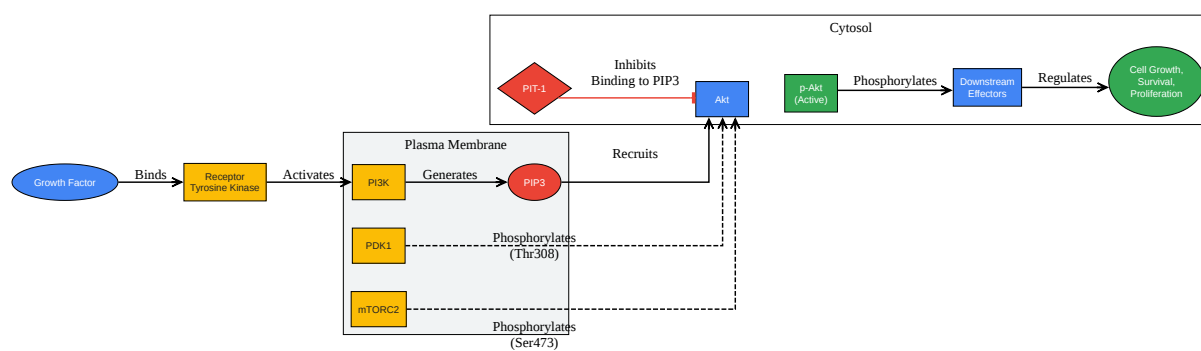 Cytosol
PIT-1
Inhibits
Binding to PIP3
Akt
p-Akt
(Active)
Phosphorylates
Downstream
Effectors
Regulates
Cell Growth,
Survival,
Proliferation
Plasma Membrane
Growth Factor
Binds
Receptor
Tyrosine Kinase
Activates
PI3K
Generates
PIP3
Recruits
PDK1
Phosphorylates
(Thr308)
mTORC2
Phosphorylates
(Ser473)